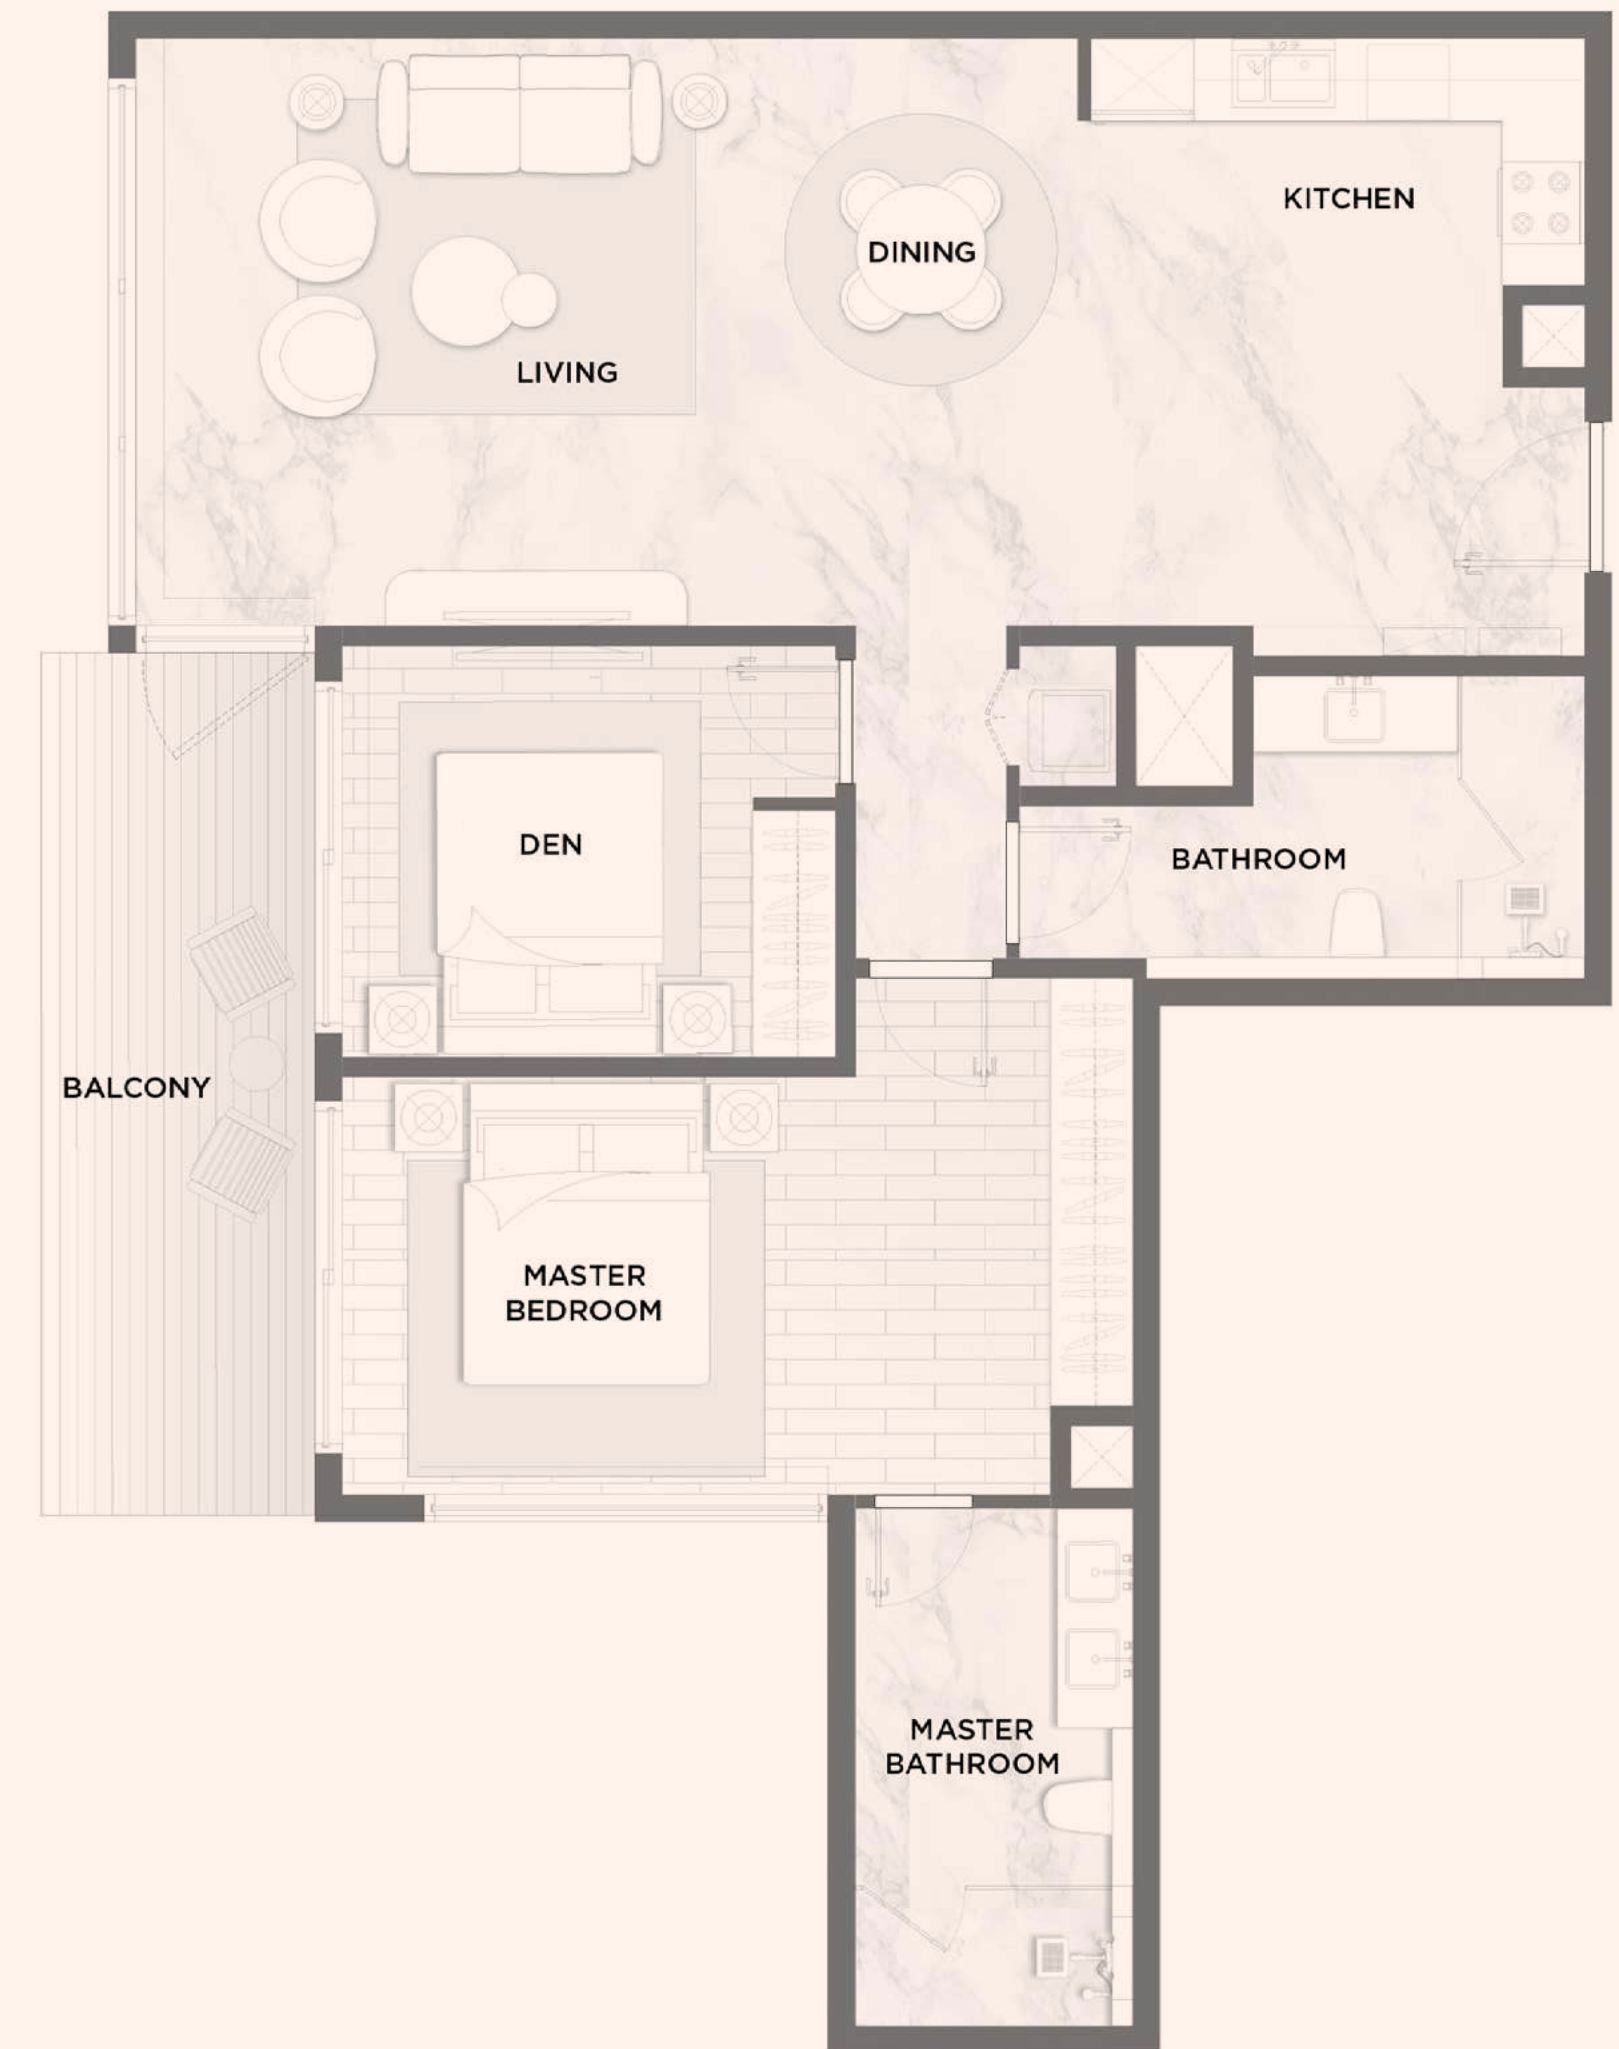 KITCHEN
DINING
LIVING
DEN
BATHROOM
BALCONY
MASTER
BEDROOM
MASTER
BATHROOM